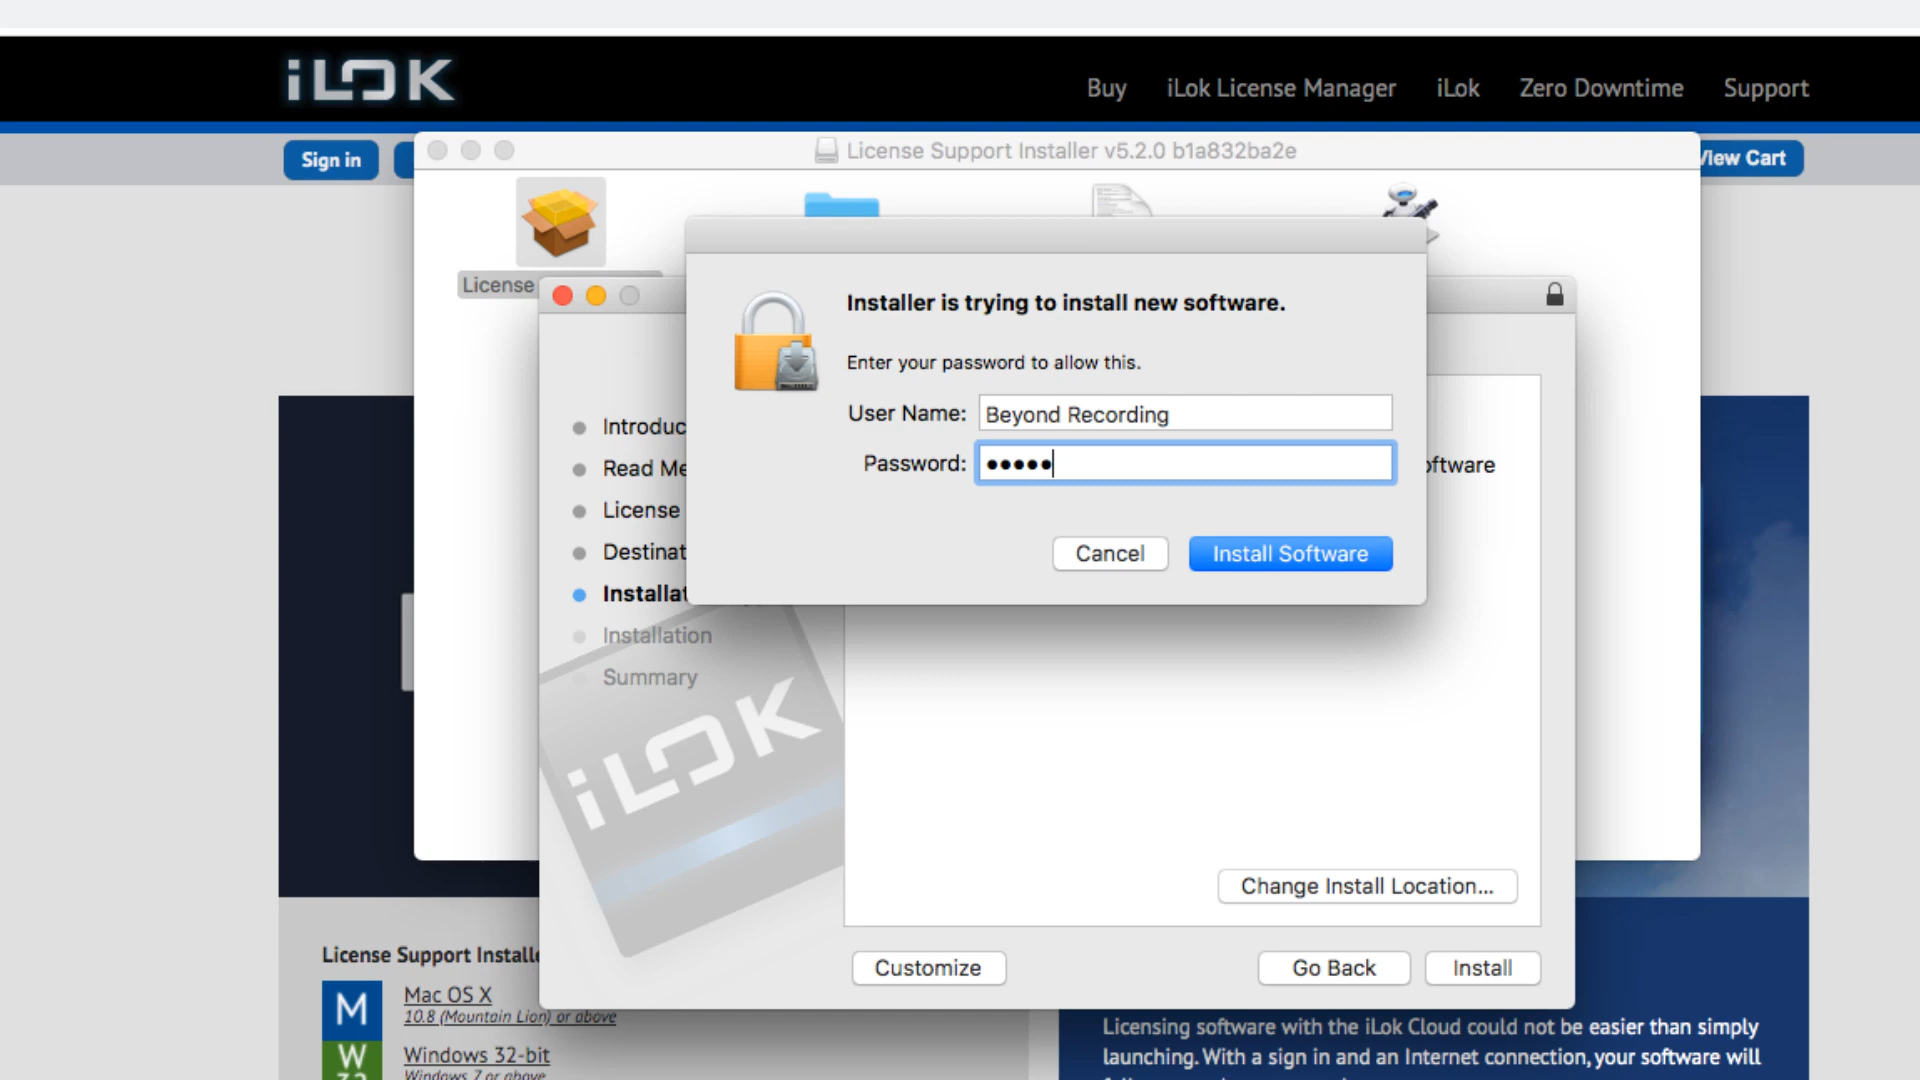 iLOK
Buy iLok License Manager iLok Zero Downtime Support
Sign in
License Support Installer v5.2.0 b1a832ba2e
View Cart
License
Installer is trying to install new software.
Enter your password to allow this.
User Name: Beyond Recording
Password: •••••
Cancel Install Software
Introduc
Read Me
License
Destinat
Installat
Installation
Summary
oftware
iLOK
Change Install Location...
Customize Go Back Install
License Support Installe
M Mac OS X
10.8 (Mountain Lion) or above
W Windows 32-bit
32 Windows 7 or above
Licensing software with the iLok Cloud could not be easier than simply
launching. With a sign in and an Internet connection, your software will